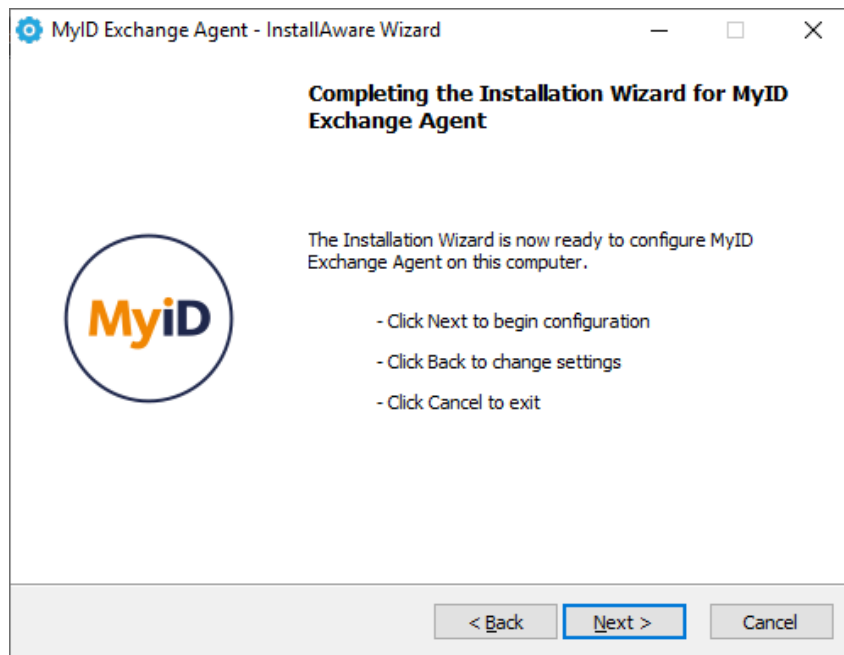 MyID Exchange Agent - InstallAware Wizard
Completing the Installation Wizard for MyID
Exchange Agent
The Installation Wizard is now ready to configure MyID
Exchange Agent on this computer.
MyiD
- Click Next to begin configuration
- Click Back to change settings
- Click Cancel to exit
< Back Next > Cancel